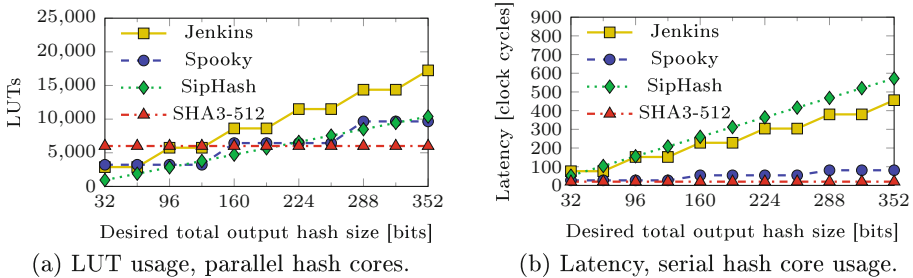 25,000
20,000
15,000
10,000
5,000
0
LUTs
Jenkins
Spooky
SipHash
SHA3-512
32 96 160 224 288 352
Desired total output hash size [bits]
(a) LUT usage, parallel hash cores.
900
800
700
600
500
400
300
200
100
0
Latency [clock cycles]
Jenkins
Spooky
SipHash
SHA3-512
32 96 160 224 288 352
Desired total output hash size [bits]
(b) Latency, serial hash core usage.